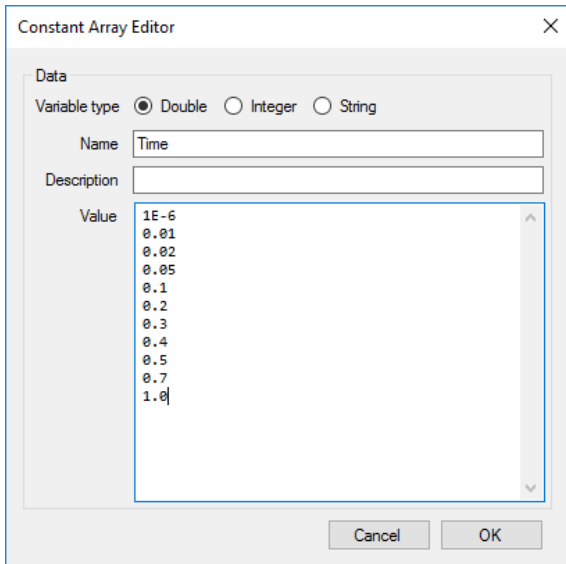 Constant Array Editor
Data
Variable type Double Integer String
Name Time
Description
Value 1E-6
0.01
0.02
0.05
0.1
0.2
0.3
0.4
0.5
0.7
1.0
Cancel OK